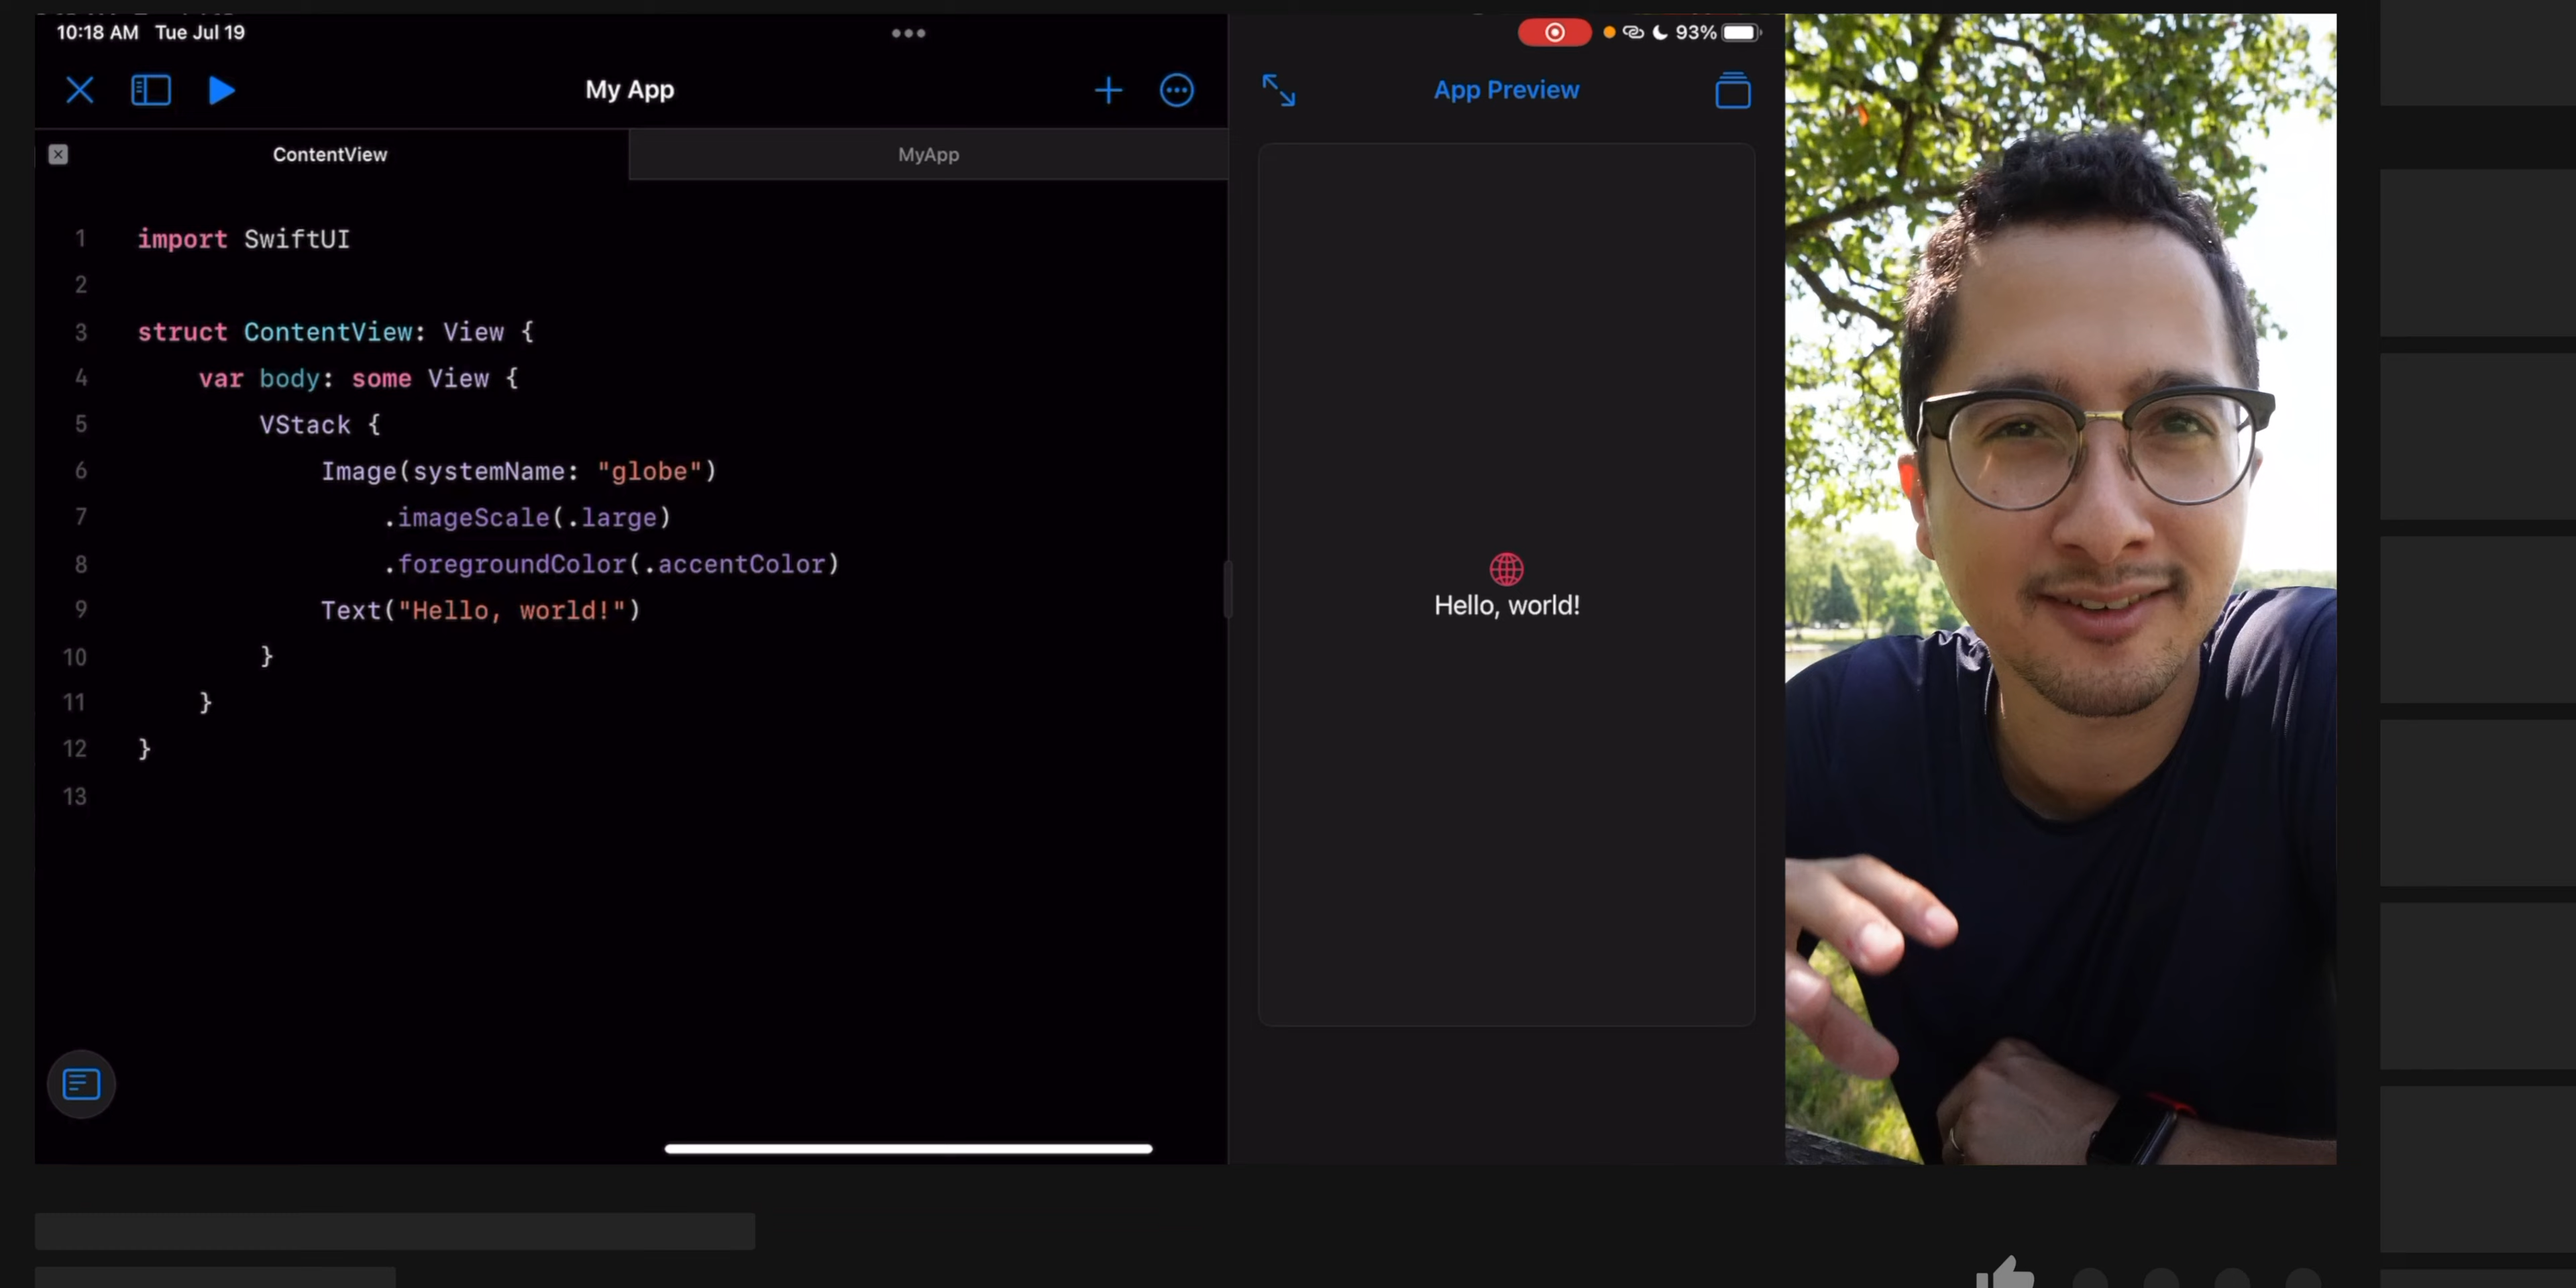 10:18 AM Tue Jul 19
93%
My App
App Preview
ContentView
MyApp
1 import SwiftUI
2
3 struct ContentView: View {
4 var body: some View {
5 VStack {
6 Image(systemName: "globe")
7 .imageScale(.large)
8 .foregroundColor(.accentColor)
9 Text("Hello, world!")
10 }
11 }
12 }
13
Hello, world!